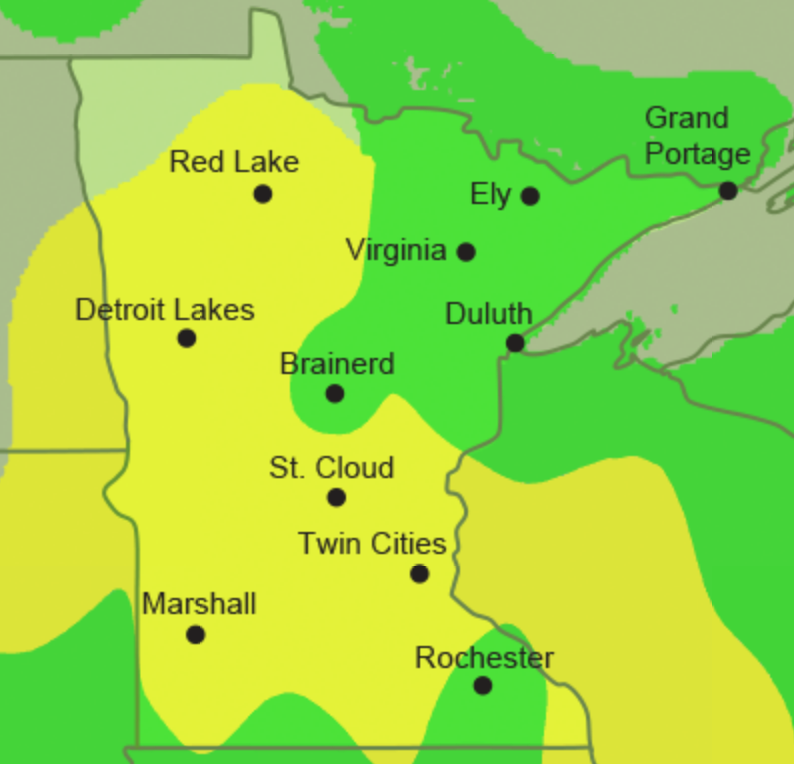 Grand
Portage
Red Lake
Ely
Virginia
Detroit Lakes
Duluth
Brainerd
St. Cloud
Twin Cities
Marshall
Rochester